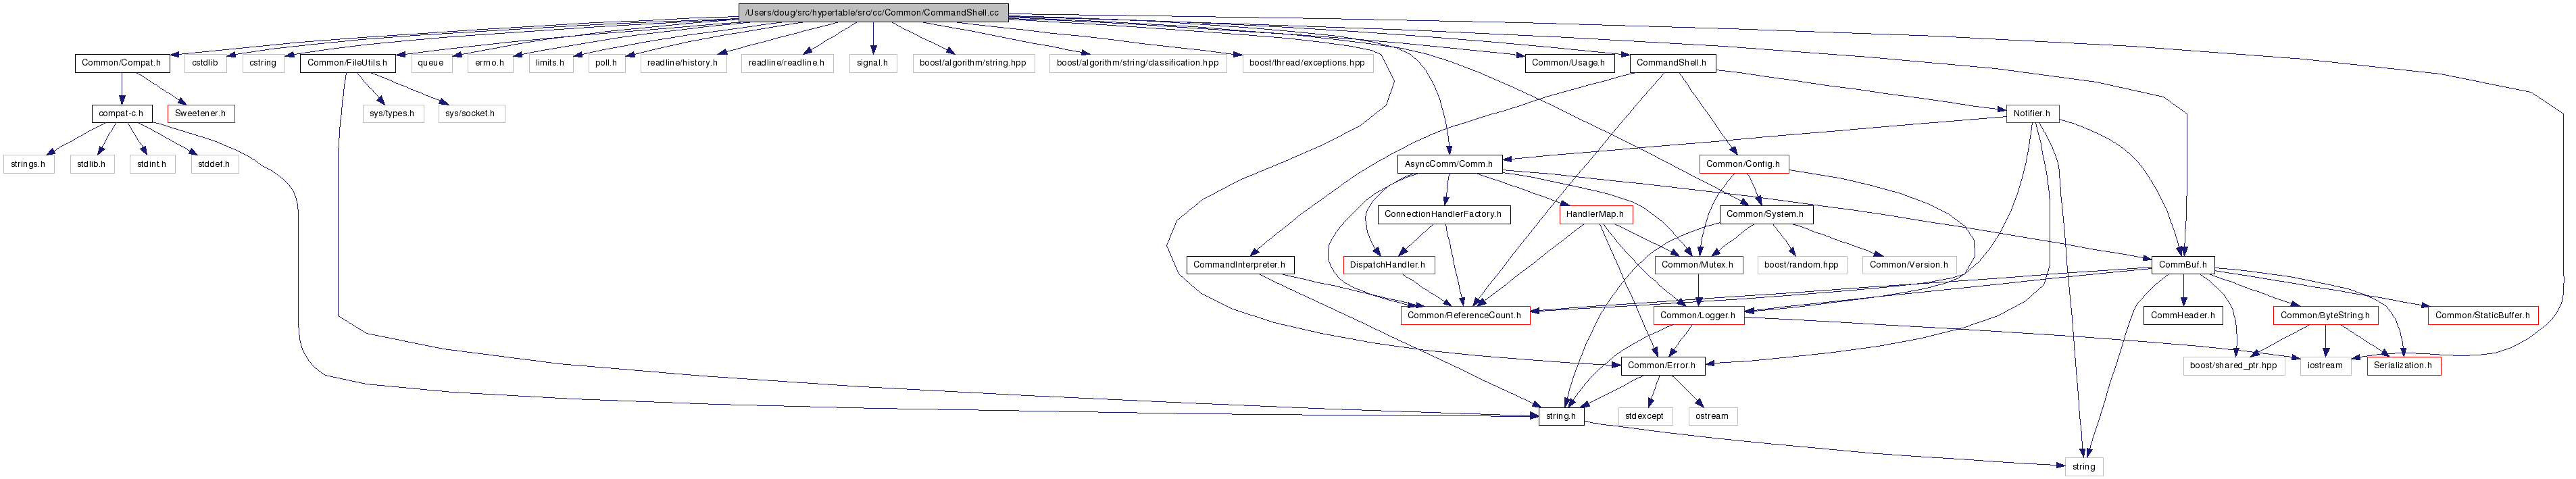 /Users/doug/src/hypertable/src/cc/Common/CommandShell.cc
Common/Compat.h
cstdlib
cstring
Common/FileUtils.h
queue
errno.h
limits.h
poll.h
readline/history.h
readline/readline.h
signal.h
boost/algorithm/string.hpp
boost/algorithm/string/classification.hpp
boost/thread/exceptions.hpp
Common/Usage.h
CommandShell.h
compat-c.h
Sweetener.h
sys/types.h
sys/socket.h
Notifier.h
strings.h
stdlib.h
stdint.h
stddef.h
AsyncComm/Comm.h
Common/Config.h
ConnectionHandlerFactory.h
HandlerMap.h
Common/System.h
CommandInterpreter.h
DispatchHandler.h
Common/Mutex.h
boost/random.hpp
Common/Version.h
CommBuf.h
Common/ReferenceCount.h
Common/Logger.h
CommHeader.h
Common/ByteString.h
Common/StaticBuffer.h
Common/Error.h
boost/shared_ptr.hpp
iostream
Serialization.h
string.h
stdexcept
ostream
string